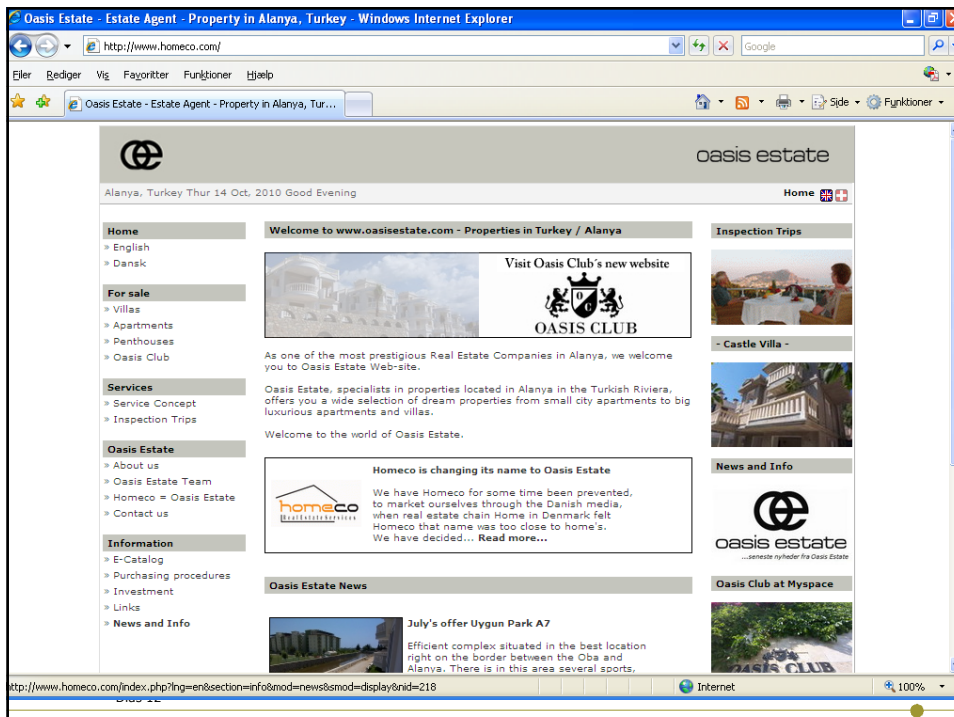 Oasis Estate - Estate Agent - Property in Alanya, Turkey - Windows Internet Explorer
http://www.homeco.com/
Google
Filer Rediger Vis Favoritter Funktioner Hjælp
Oasis Estate - Estate Agent - Property in Alanya, Tur...
Side Funktioner
oe
oasis estate
Alanya, Turkey Thur 14 Oct, 2010 Good Evening
Home
Home
» English
» Dansk
For sale
» Villas
» Apartments
» Penthouses
» Oasis Club
Services
» Service Concept
» Inspection Trips
Oasis Estate
» About us
» Oasis Estate Team
» Homeco = Oasis Estate
» Contact us
Information
» E-Catalog
» Purchasing procedures
» Investment
» Links
» News and Info
Welcome to www.oasisestate.com - Properties in Turkey / Alanya
Visit Oasis Club´s new website
O C
OASIS CLUB
As one of the most prestigious Real Estate Companies in Alanya, we welcome
you to Oasis Estate Web-site.
Oasis Estate, specialists in properties located in Alanya in the Turkish Riviera,
offers you a wide selection of dream properties from small city apartments to big
luxurious apartments and villas.
Welcome to the world of Oasis Estate.
homeco
RealEstateServices
Homeco is changing its name to Oasis Estate
We have Homeco for some time been prevented,
to market ourselves through the Danish media,
when real estate chain Home in Denmark felt
Homeco that name was too close to home's.
We have decided... Read more...
Oasis Estate News
July's offer Uygun Park A7
Efficient complex situated in the best location
right on the border between the Oba and
Alanya. There is in this area several sports,
Inspection Trips
- Castle Villa -
News and Info
oe
oasis estate
...seneste nyheder fra Oasis Estate
Oasis Club at Myspace
OASIS CLUB
http://www.homeco.com/index.php?lng=en&section=info&mod=news&smod=display&nid=218
Internet
100%
Dias 12